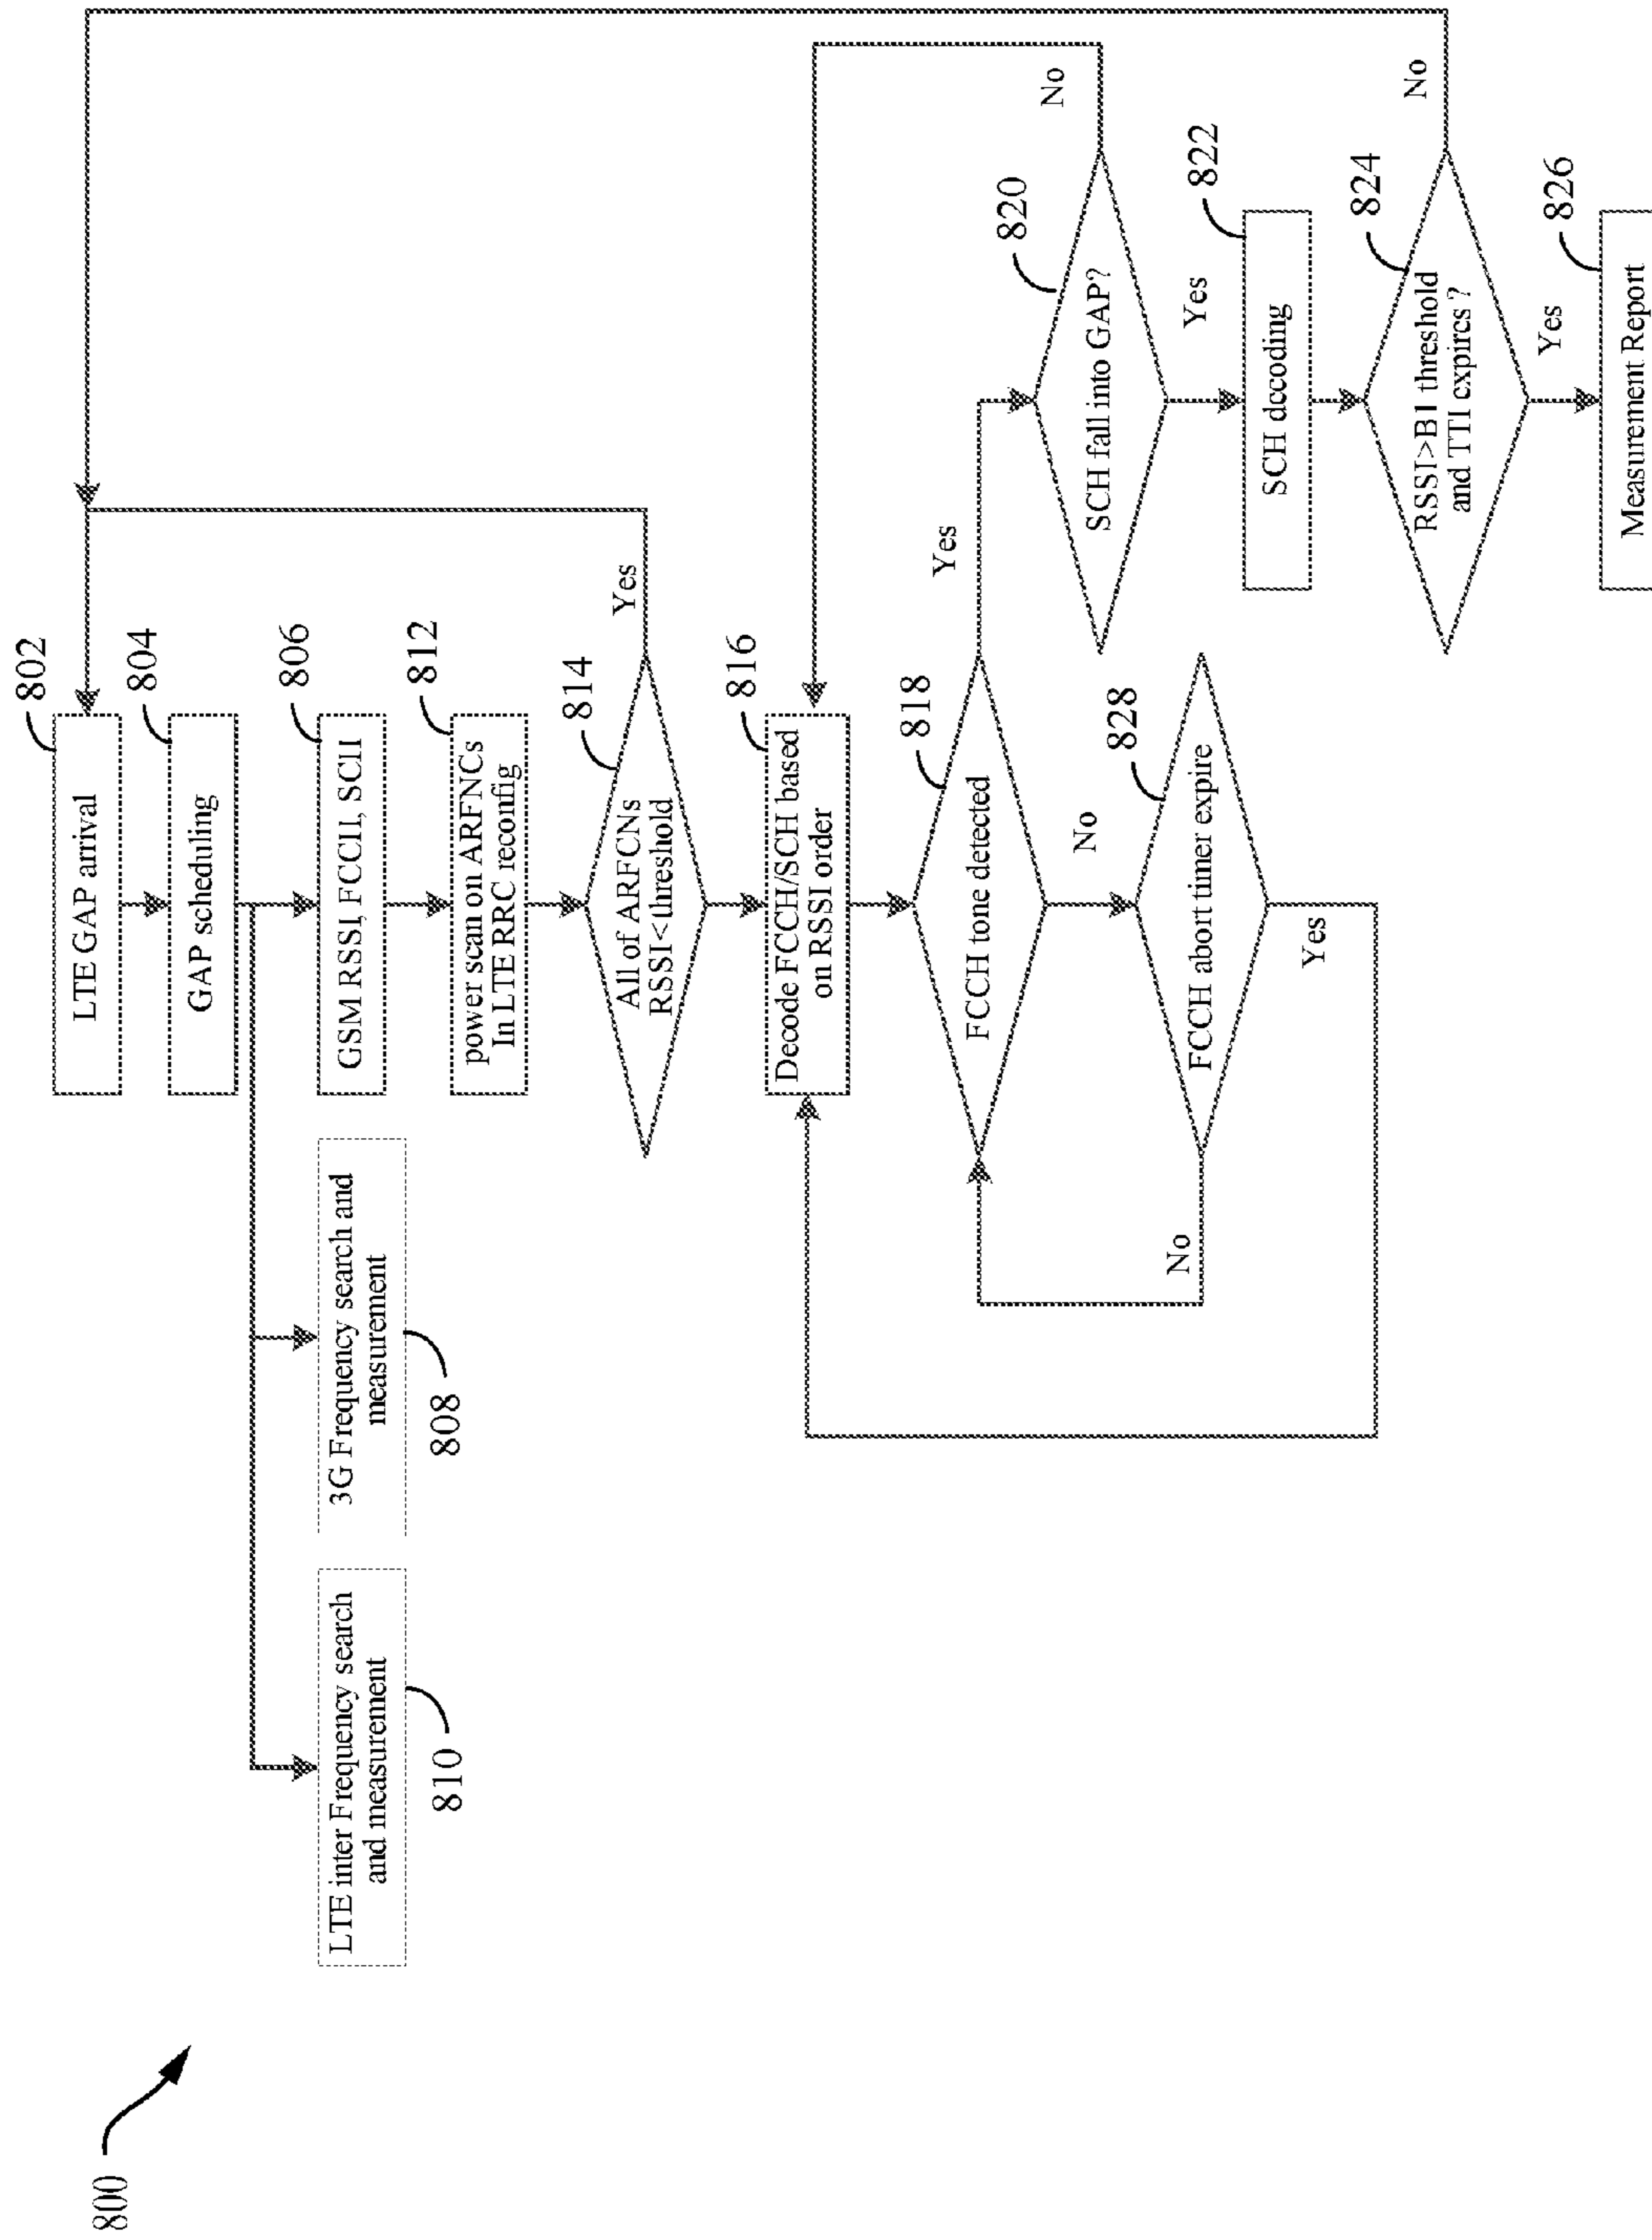 800
LTE GAP arrival
802
GAP scheduling
804
GSM RSSI, FCCII, SCII
806
3G Frequency search and
measurement
808
LTE inter Frequency search
and measurement
810
power scan on ARFNCs
In LTE RRC reconfig
812
All of ARFCNs
RSSI<threshold
814
Yes
Decode FCCH/SCH based
on RSSI order
816
FCCH tone detected
818
Yes
No
FCCH abort timer expire
828
No
Yes
SCH fall into GAP?
820
No
Yes
SCH decoding
822
RSSI>B1 threshold
and TTI expires ?
824
No
Yes
Measurement Report
826